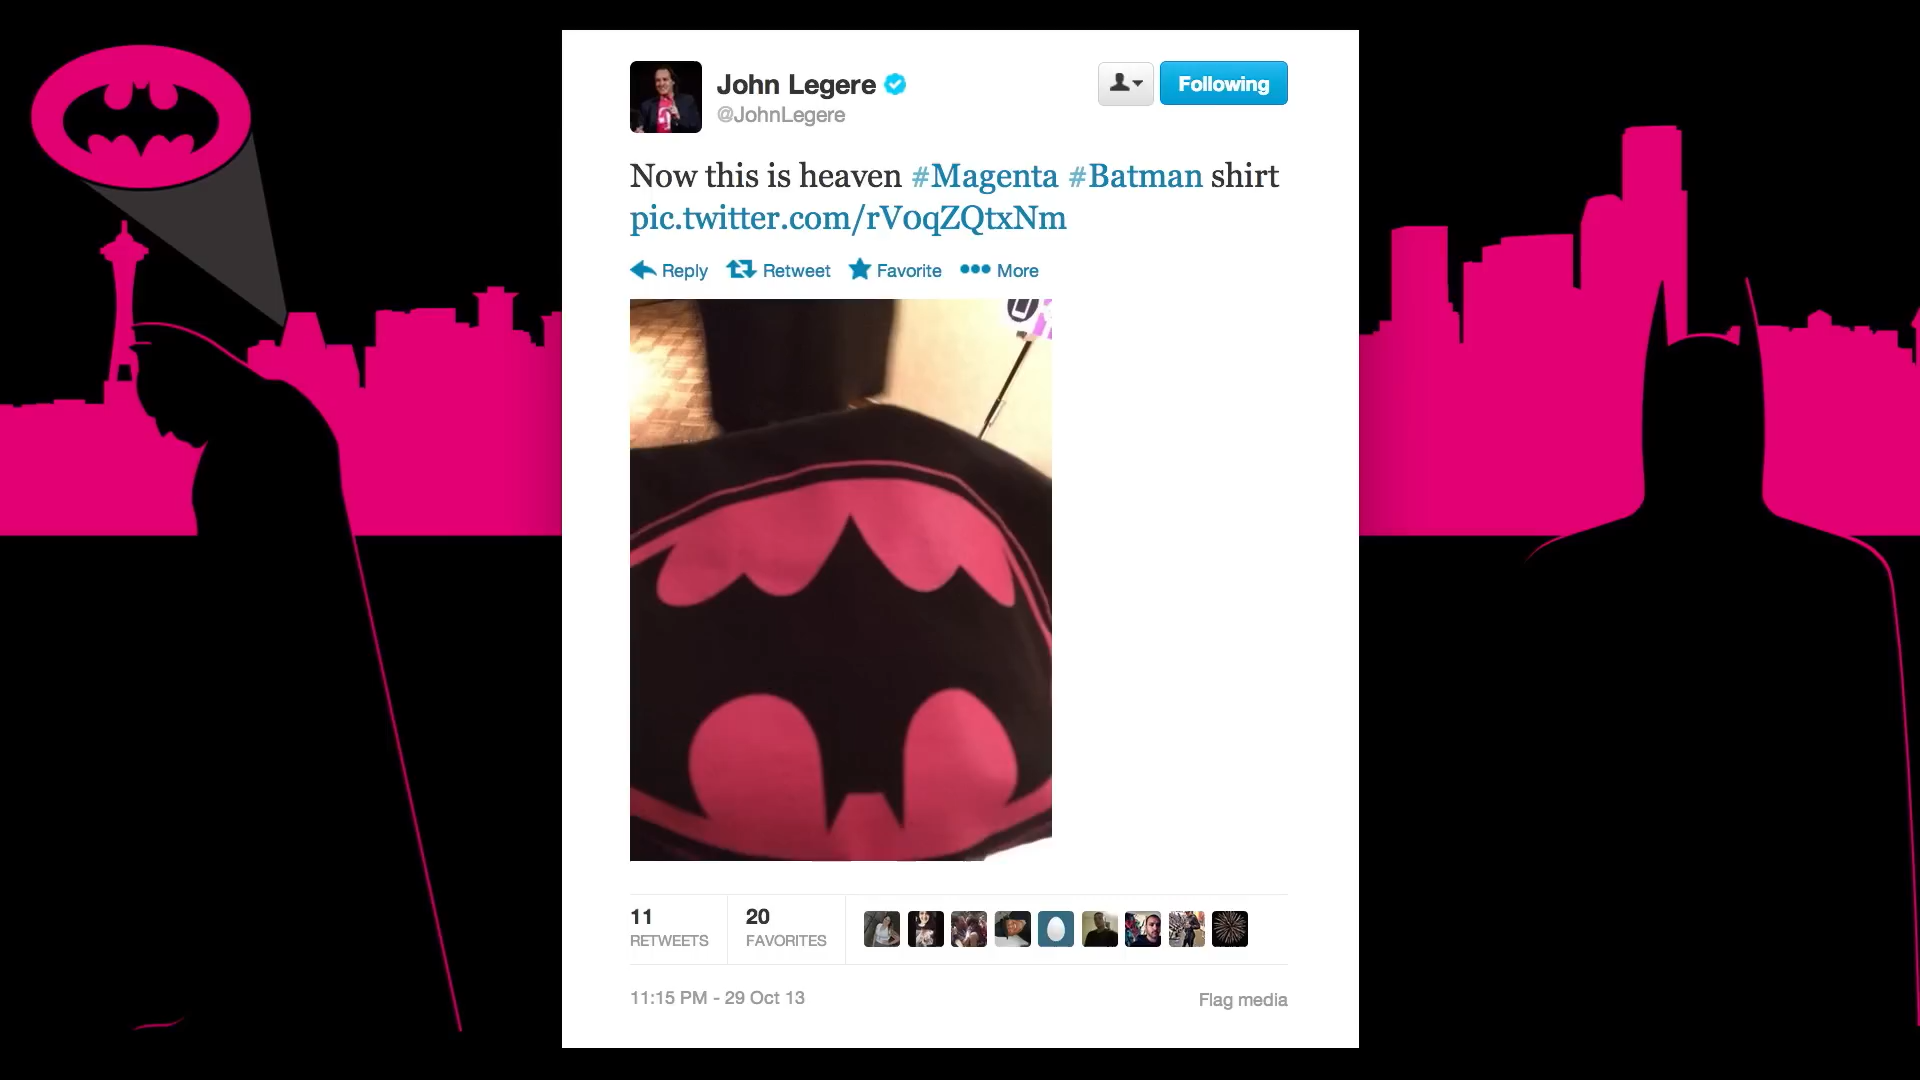 John Legere
@JohnLegere
Following
Now this is heaven #Magenta #Batman shirt
pic.twitter.com/rV0qZQtxNm
Reply Retweet Favorite More
11 RETWEETS
20 FAVORITES
11:15 PM - 29 Oct 13
Flag media